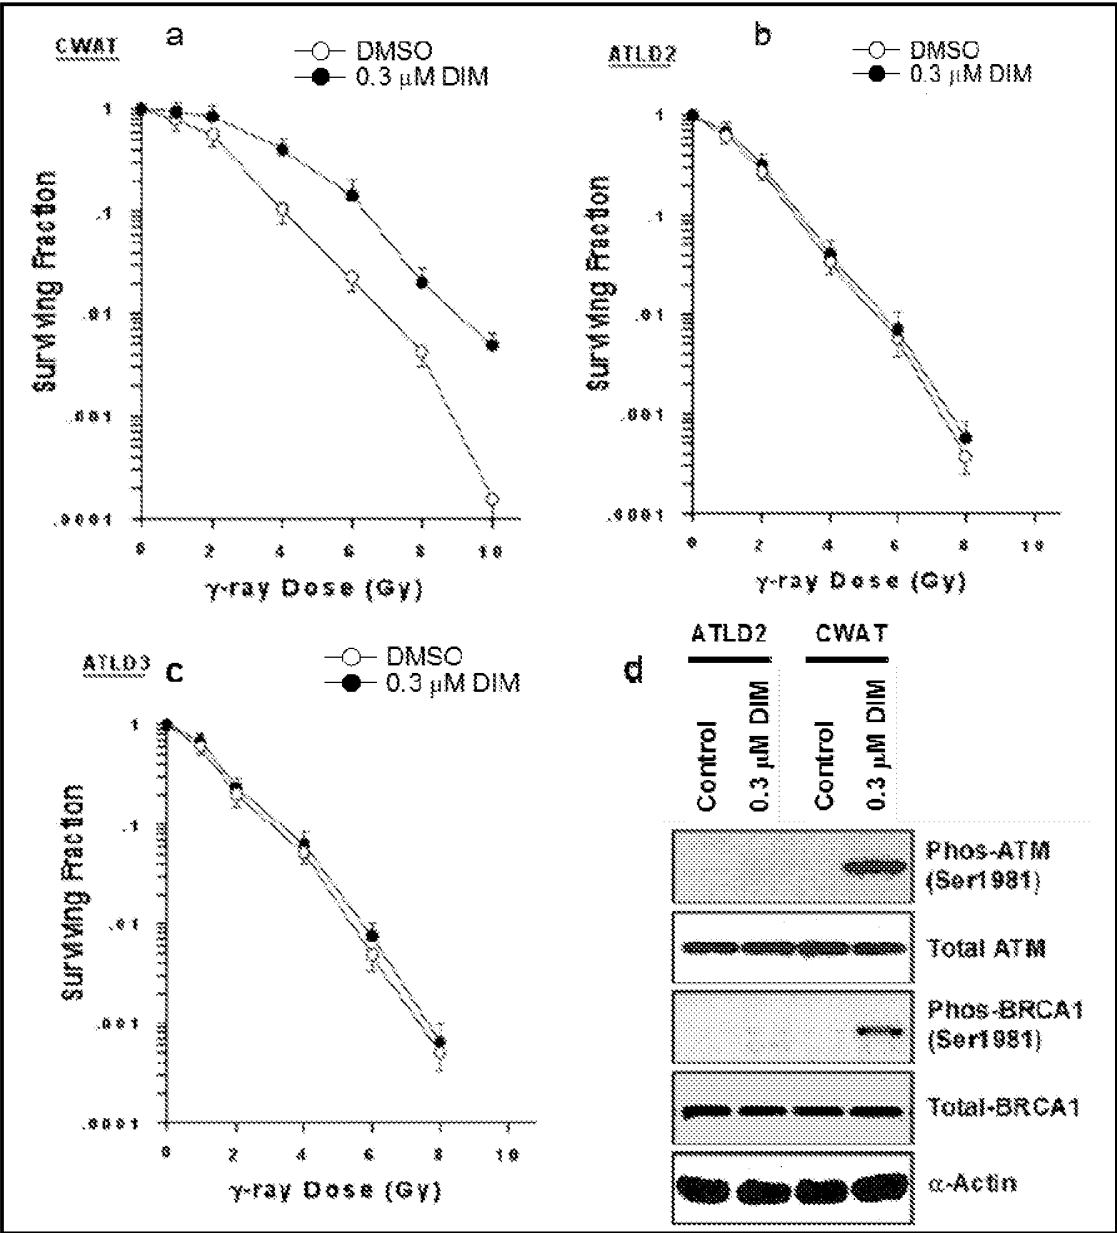 CWAT
a
DMSO
0.3 μM DIM
1
.1
.01
.001
.0001
Surviving Fraction
0 2 4 6 8 10
γ-ray Dose (Gy)
ATLD2
b
DMSO
0.3 μM DIM
1
.1
.01
.001
.0001
Surviving Fraction
0 2 4 6 8 10
γ-ray Dose (Gy)
ATLD3
c
DMSO
0.3 μM DIM
1
.1
.01
.001
.0001
Surviving Fraction
0 2 4 6 8 10
γ-ray Dose (Gy)
d
ATLD2 CWAT
Control
0.3 μM DIM
Control
0.3 μM DIM
Phos-ATM
(Ser1981)
Total ATM
Phos-BRCA1
(Ser1981)
Total-BRCA1
α-Actin